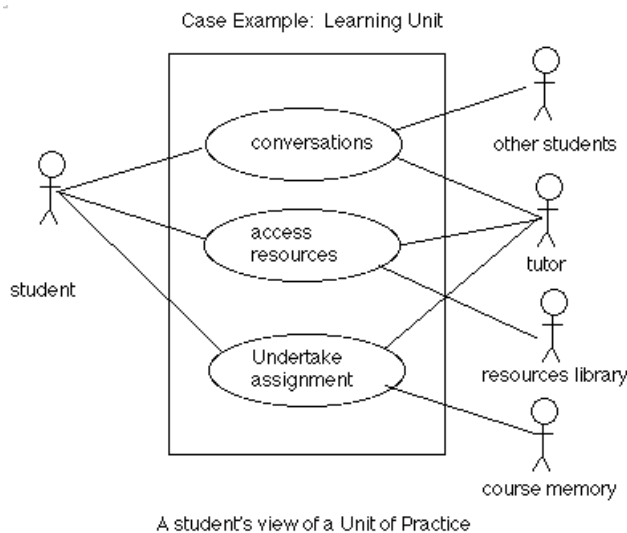 Case Example: Learning Unit
conversations
other students
access
resources
tutor
student
Undertake
assignment
resources library
course memory
A student's view of a Unit of Practice